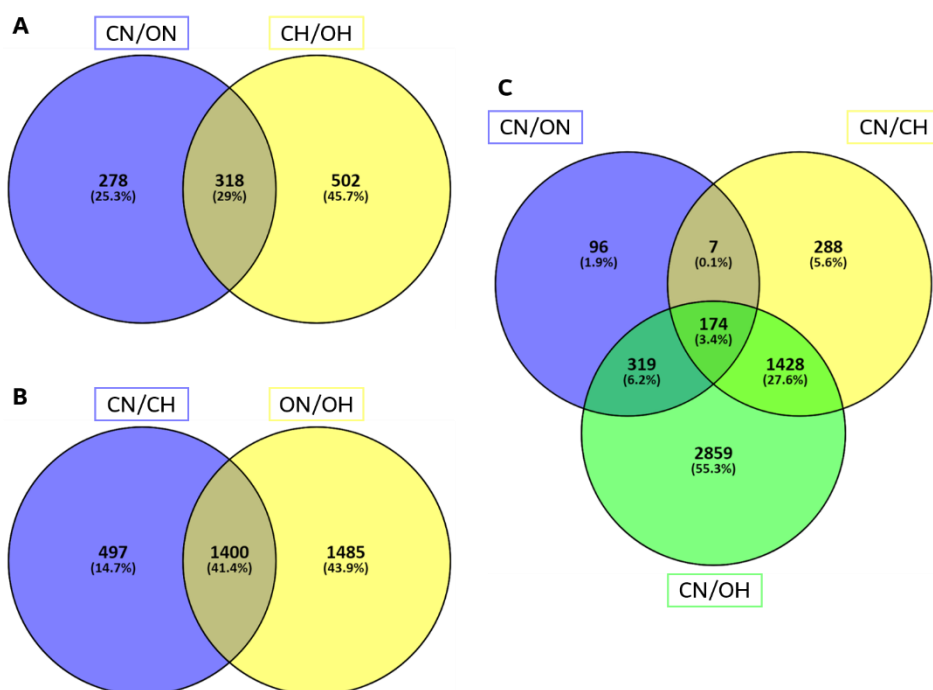 A
CN/ON
CH/OH
278
(25.3%)
318
(29%)
502
(45.7%)
B
CN/CH
ON/OH
497
(14.7%)
1400
(41.4%)
1485
(43.9%)
C
CN/ON
CN/CH
96
(1.9%)
7
(0.1%)
288
(5.6%)
174
(3.4%)
319
(6.2%)
1428
(27.6%)
2859
(55.3%)
CN/OH